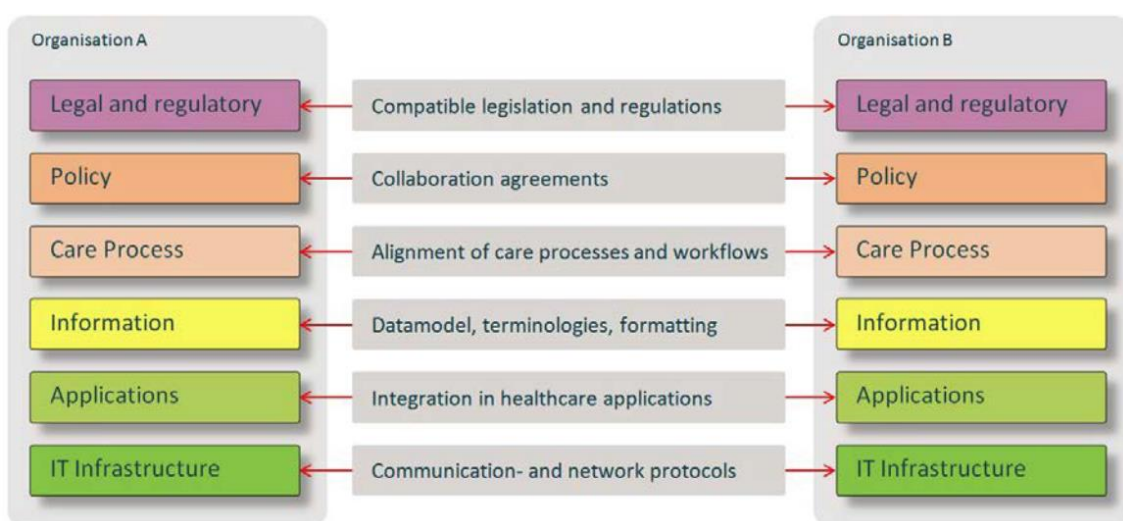 Organisation A
Organisation B
Legal and regulatory
Compatible legislation and regulations
Legal and regulatory
Policy
Collaboration agreements
Policy
Care Process
Alignment of care processes and workflows
Care Process
Information
Datamodel, terminologies, formatting
Information
Applications
Integration in healthcare applications
Applications
IT Infrastructure
Communication- and network protocols
IT Infrastructure